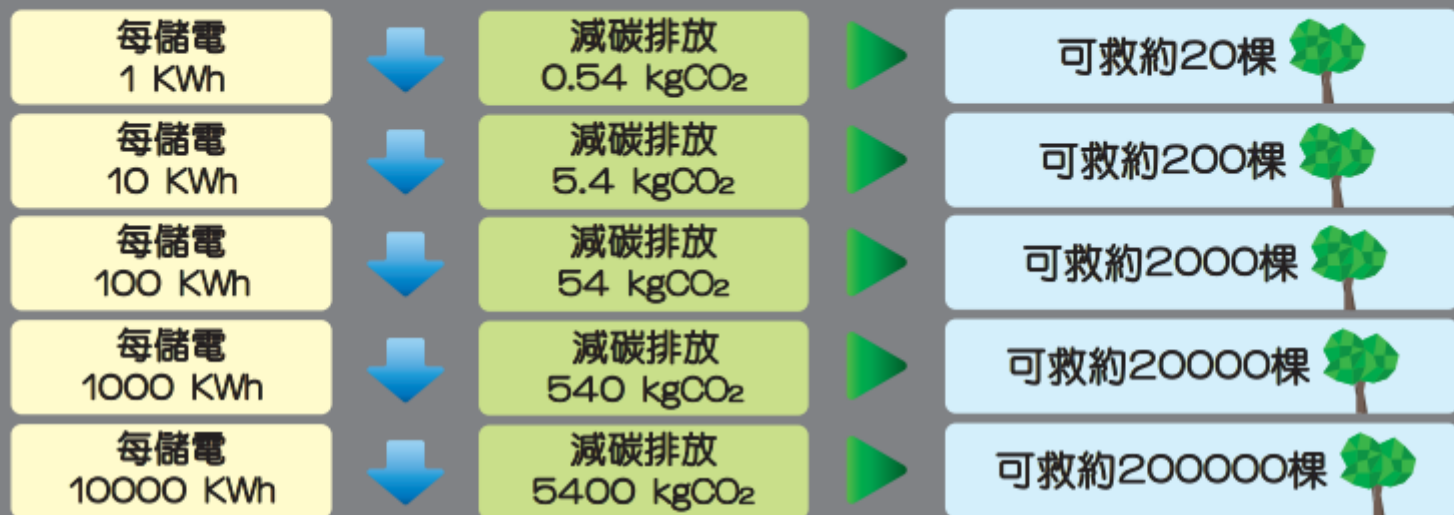 每儲電
1 KWh
減碳排放
0.54 kgCO₂
可救約20棵
每儲電
10 KWh
減碳排放
5.4 kgCO₂
可救約200棵
每儲電
100 KWh
減碳排放
54 kgCO₂
可救約2000棵
每儲電
1000 KWh
減碳排放
540 kgCO₂
可救約20000棵
每儲電
10000 KWh
減碳排放
5400 kgCO₂
可救約200000棵